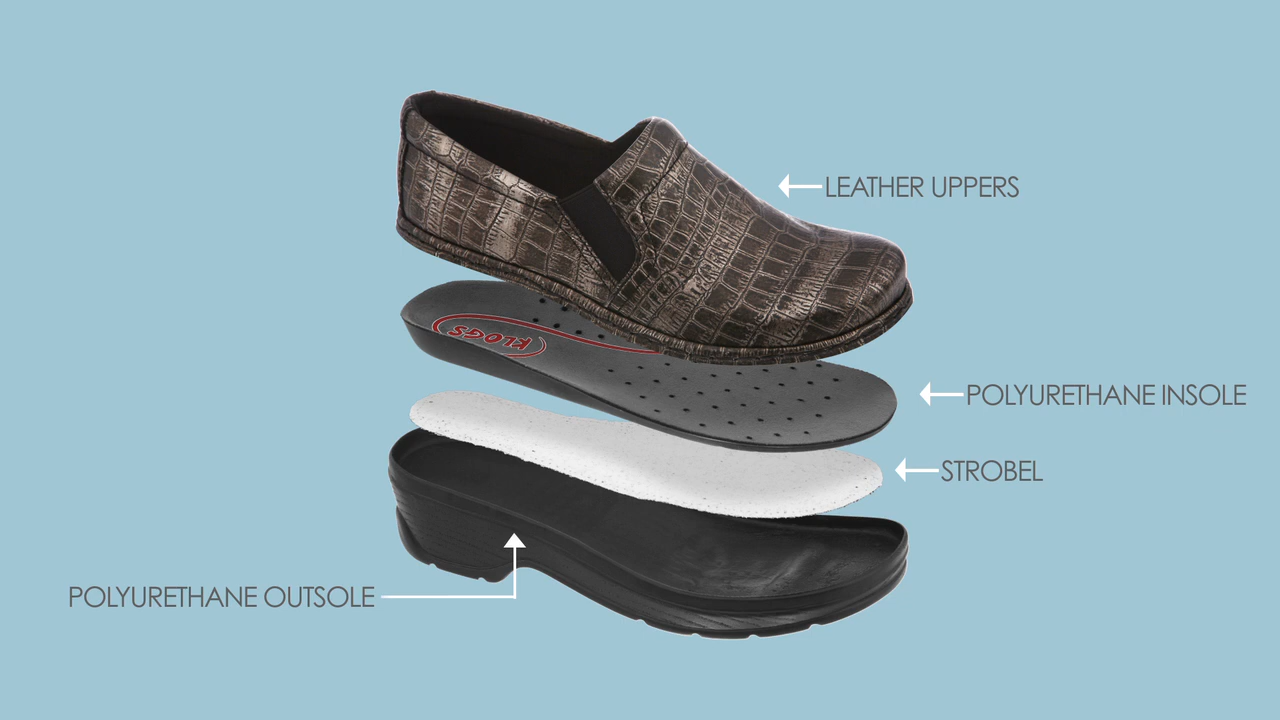 LEATHER UPPERS
KLOGS
POLYURETHANE INSOLE
STROBEL
POLYURETHANE OUTSOLE